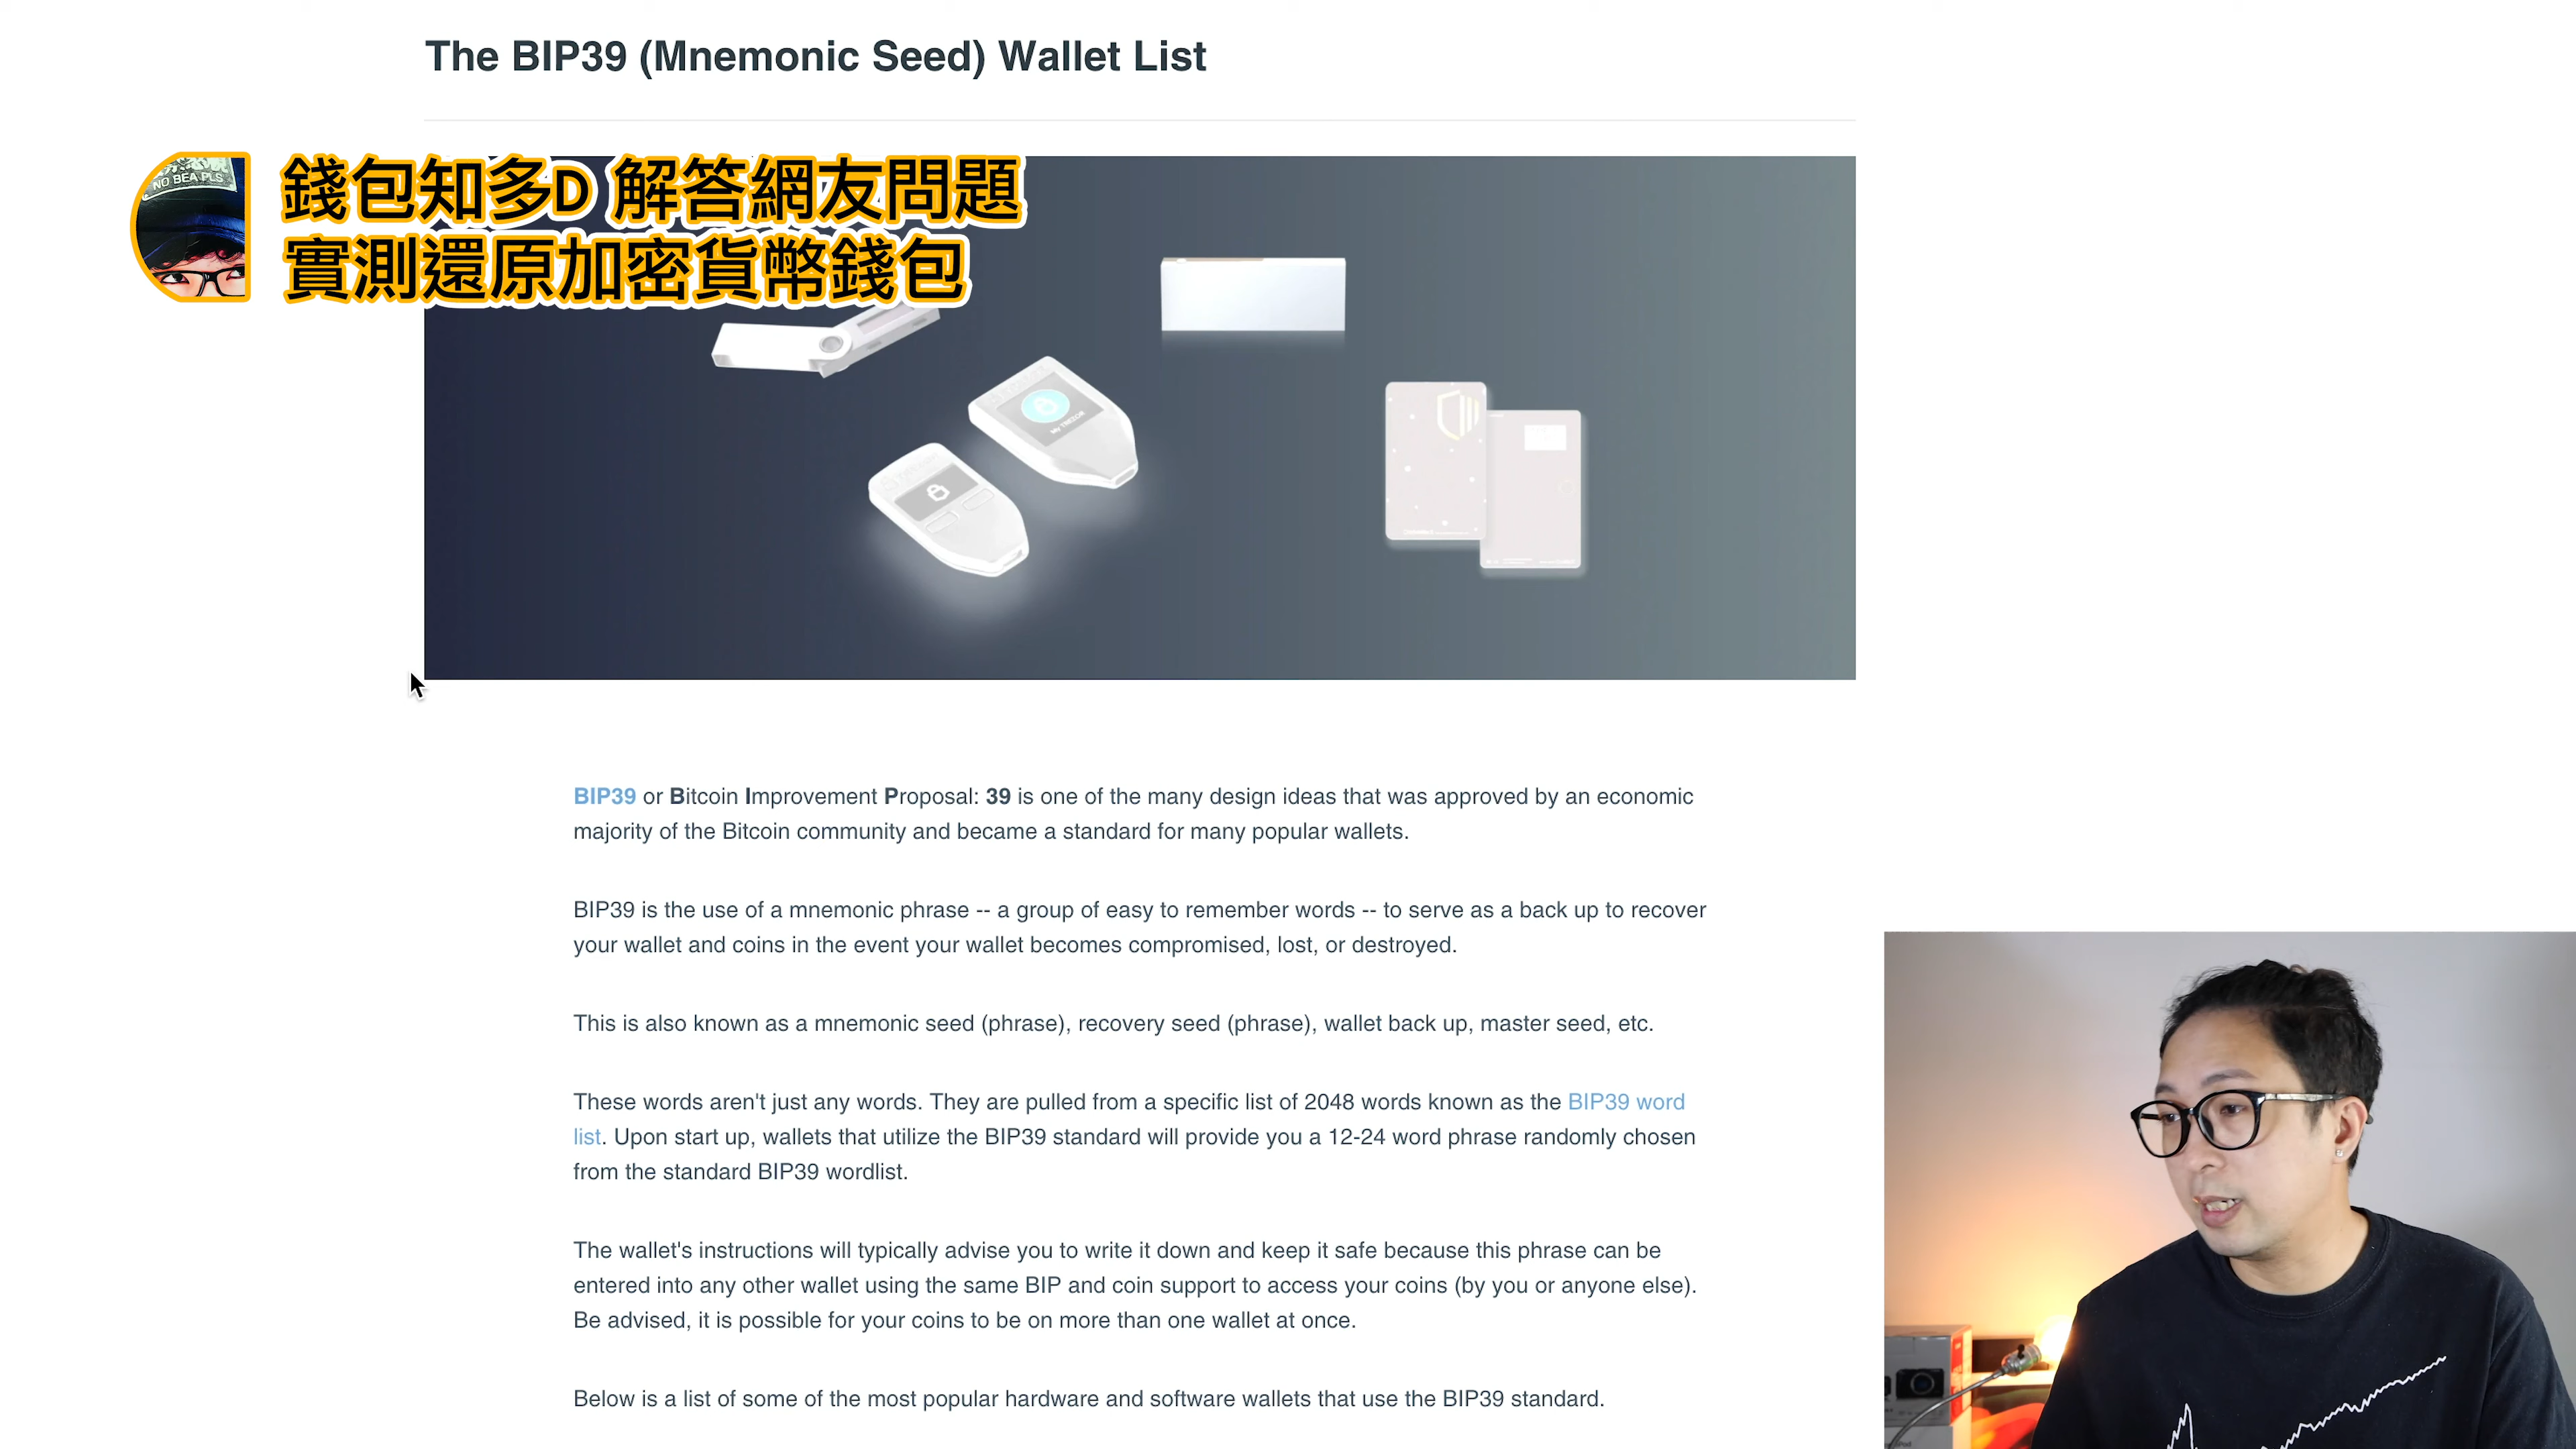 The BIP39 (Mnemonic Seed) Wallet List
NO BEA PLS
錢包知多D 解答網友問題
實測還原加密貨幣錢包
My TREZOR
BIP39 or Bitcoin Improvement Proposal: 39 is one of the many design ideas that was approved by an economic
majority of the Bitcoin community and became a standard for many popular wallets.
BIP39 is the use of a mnemonic phrase -- a group of easy to remember words -- to serve as a back up to recover
your wallet and coins in the event your wallet becomes compromised, lost, or destroyed.
This is also known as a mnemonic seed (phrase), recovery seed (phrase), wallet back up, master seed, etc.
These words aren't just any words. They are pulled from a specific list of 2048 words known as the BIP39 word
list. Upon start up, wallets that utilize the BIP39 standard will provide you a 12-24 word phrase randomly chosen
from the standard BIP39 wordlist.
The wallet's instructions will typically advise you to write it down and keep it safe because this phrase can be
entered into any other wallet using the same BIP and coin support to access your coins (by you or anyone else).
Be advised, it is possible for your coins to be on more than one wallet at once.
Below is a list of some of the most popular hardware and software wallets that use the BIP39 standard.